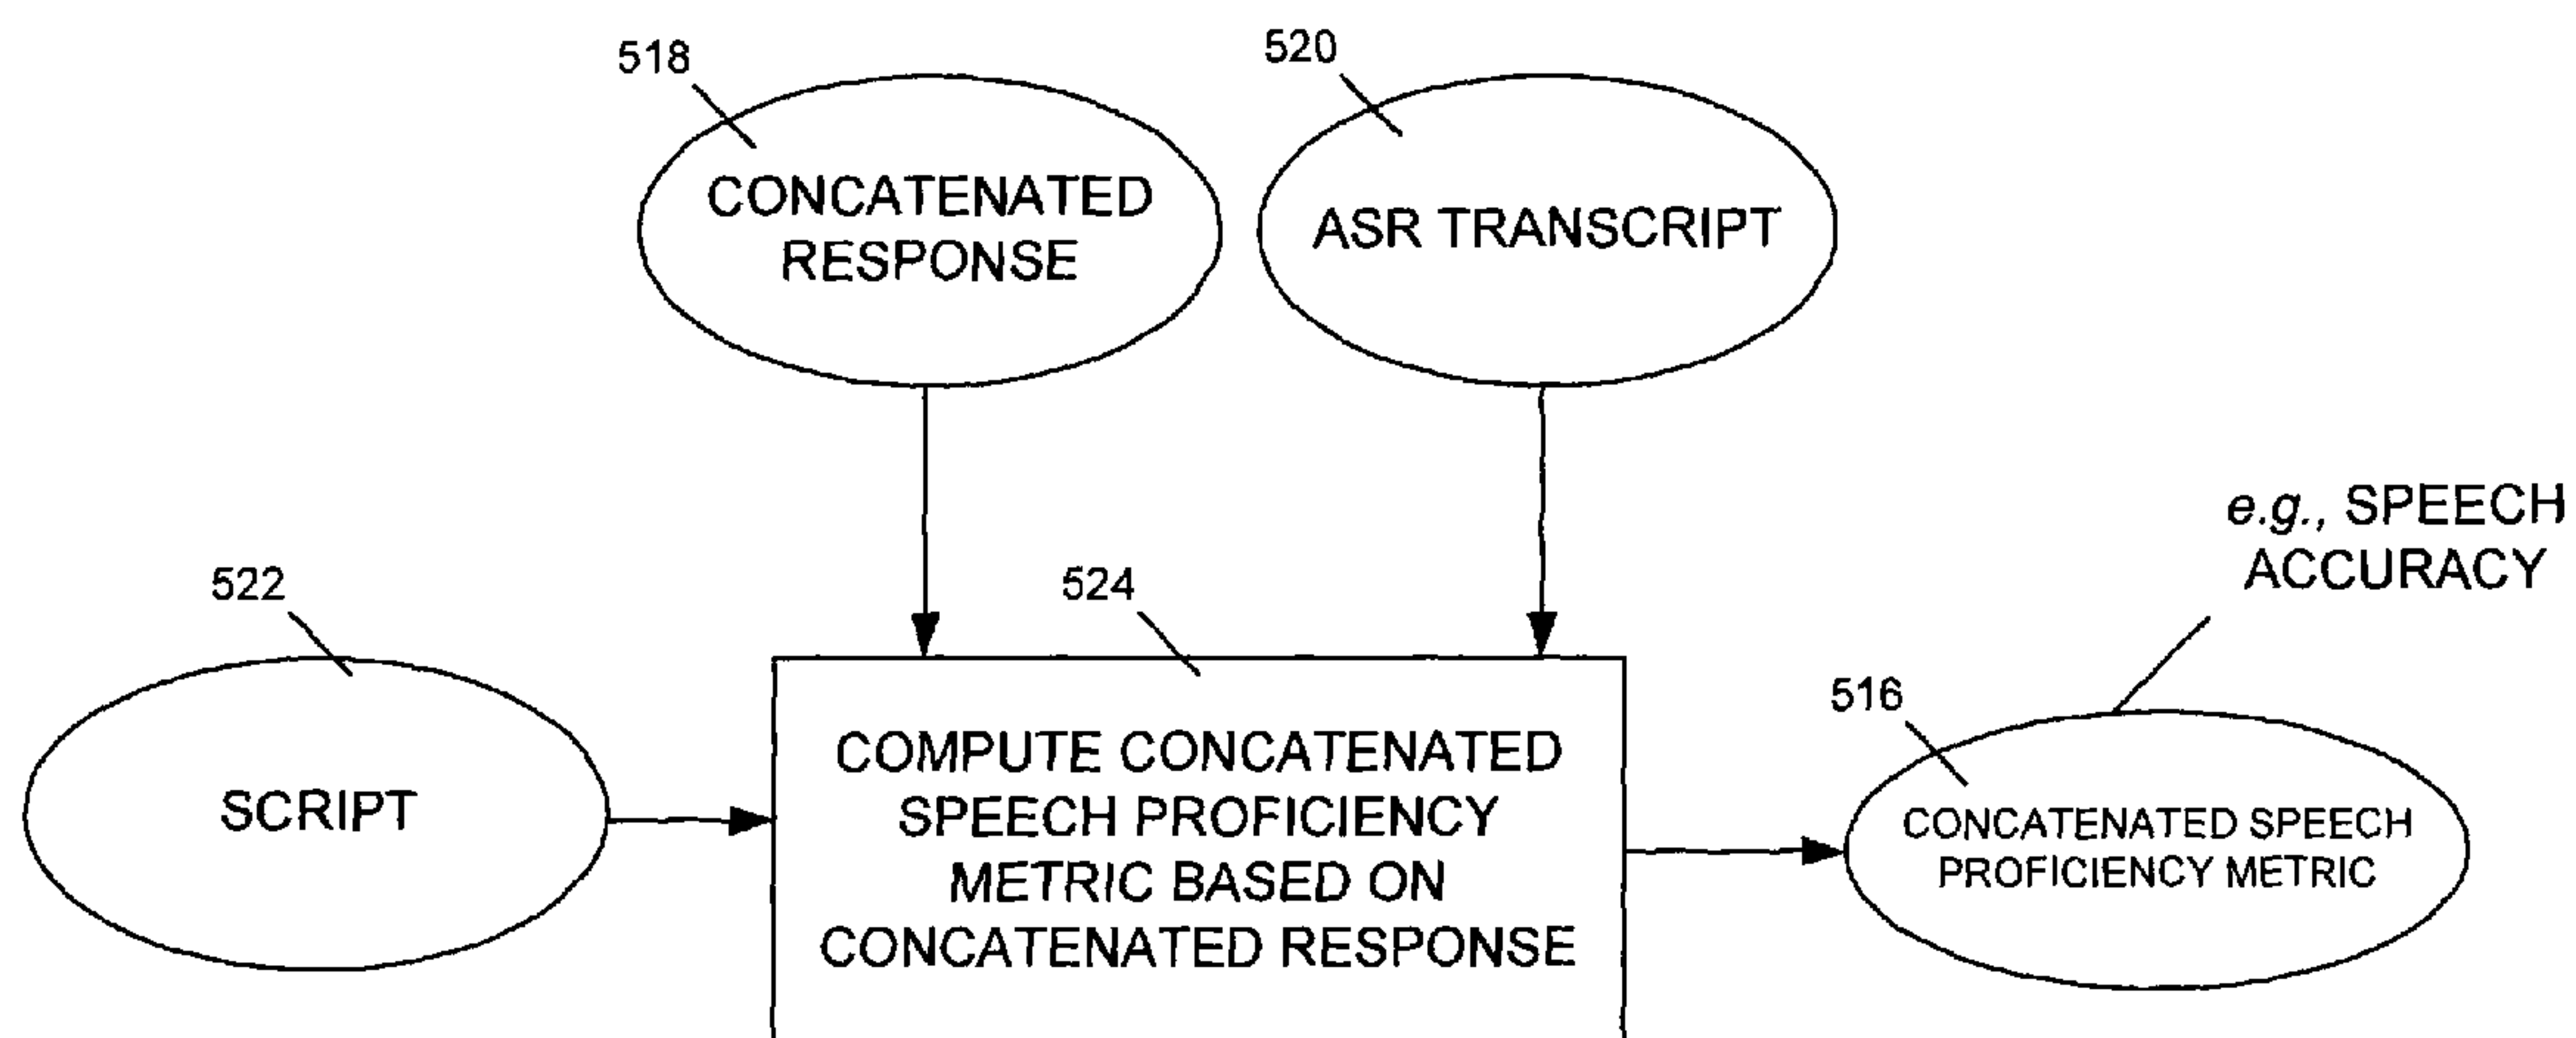 518
520
CONCATENATED
RESPONSE
ASR TRANSCRIPT
e.g., SPEECH
ACCURACY
522
524
516
SCRIPT
COMPUTE CONCATENATED
SPEECH PROFICIENCY
METRIC BASED ON
CONCATENATED RESPONSE
CONCATENATED SPEECH
PROFICIENCY METRIC